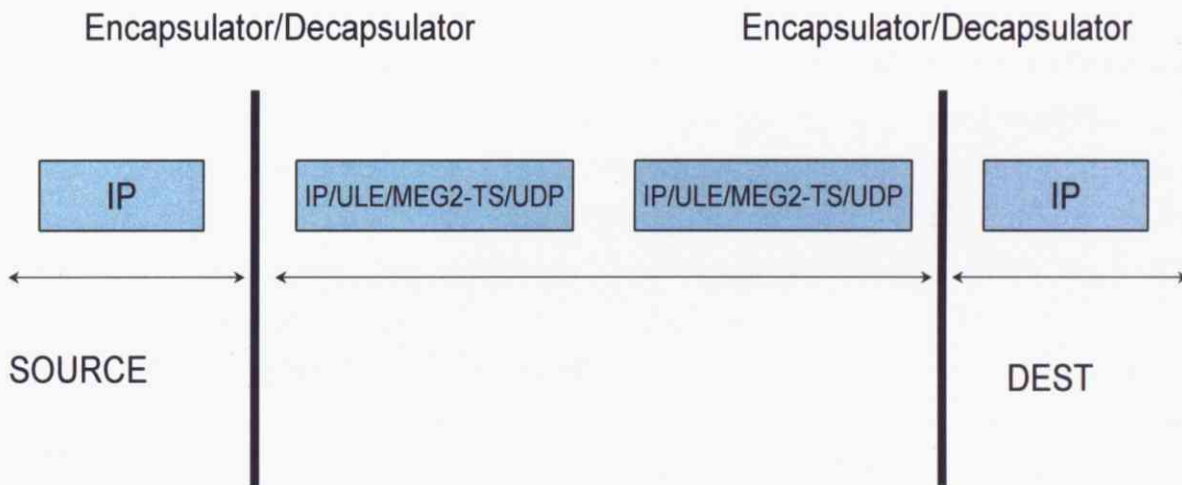 Encapsulator/Decapsulator
Encapsulator/Decapsulator
IP
IP/ULE/MEG2-TS/UDP
IP/ULE/MEG2-TS/UDP
IP
SOURCE
DEST